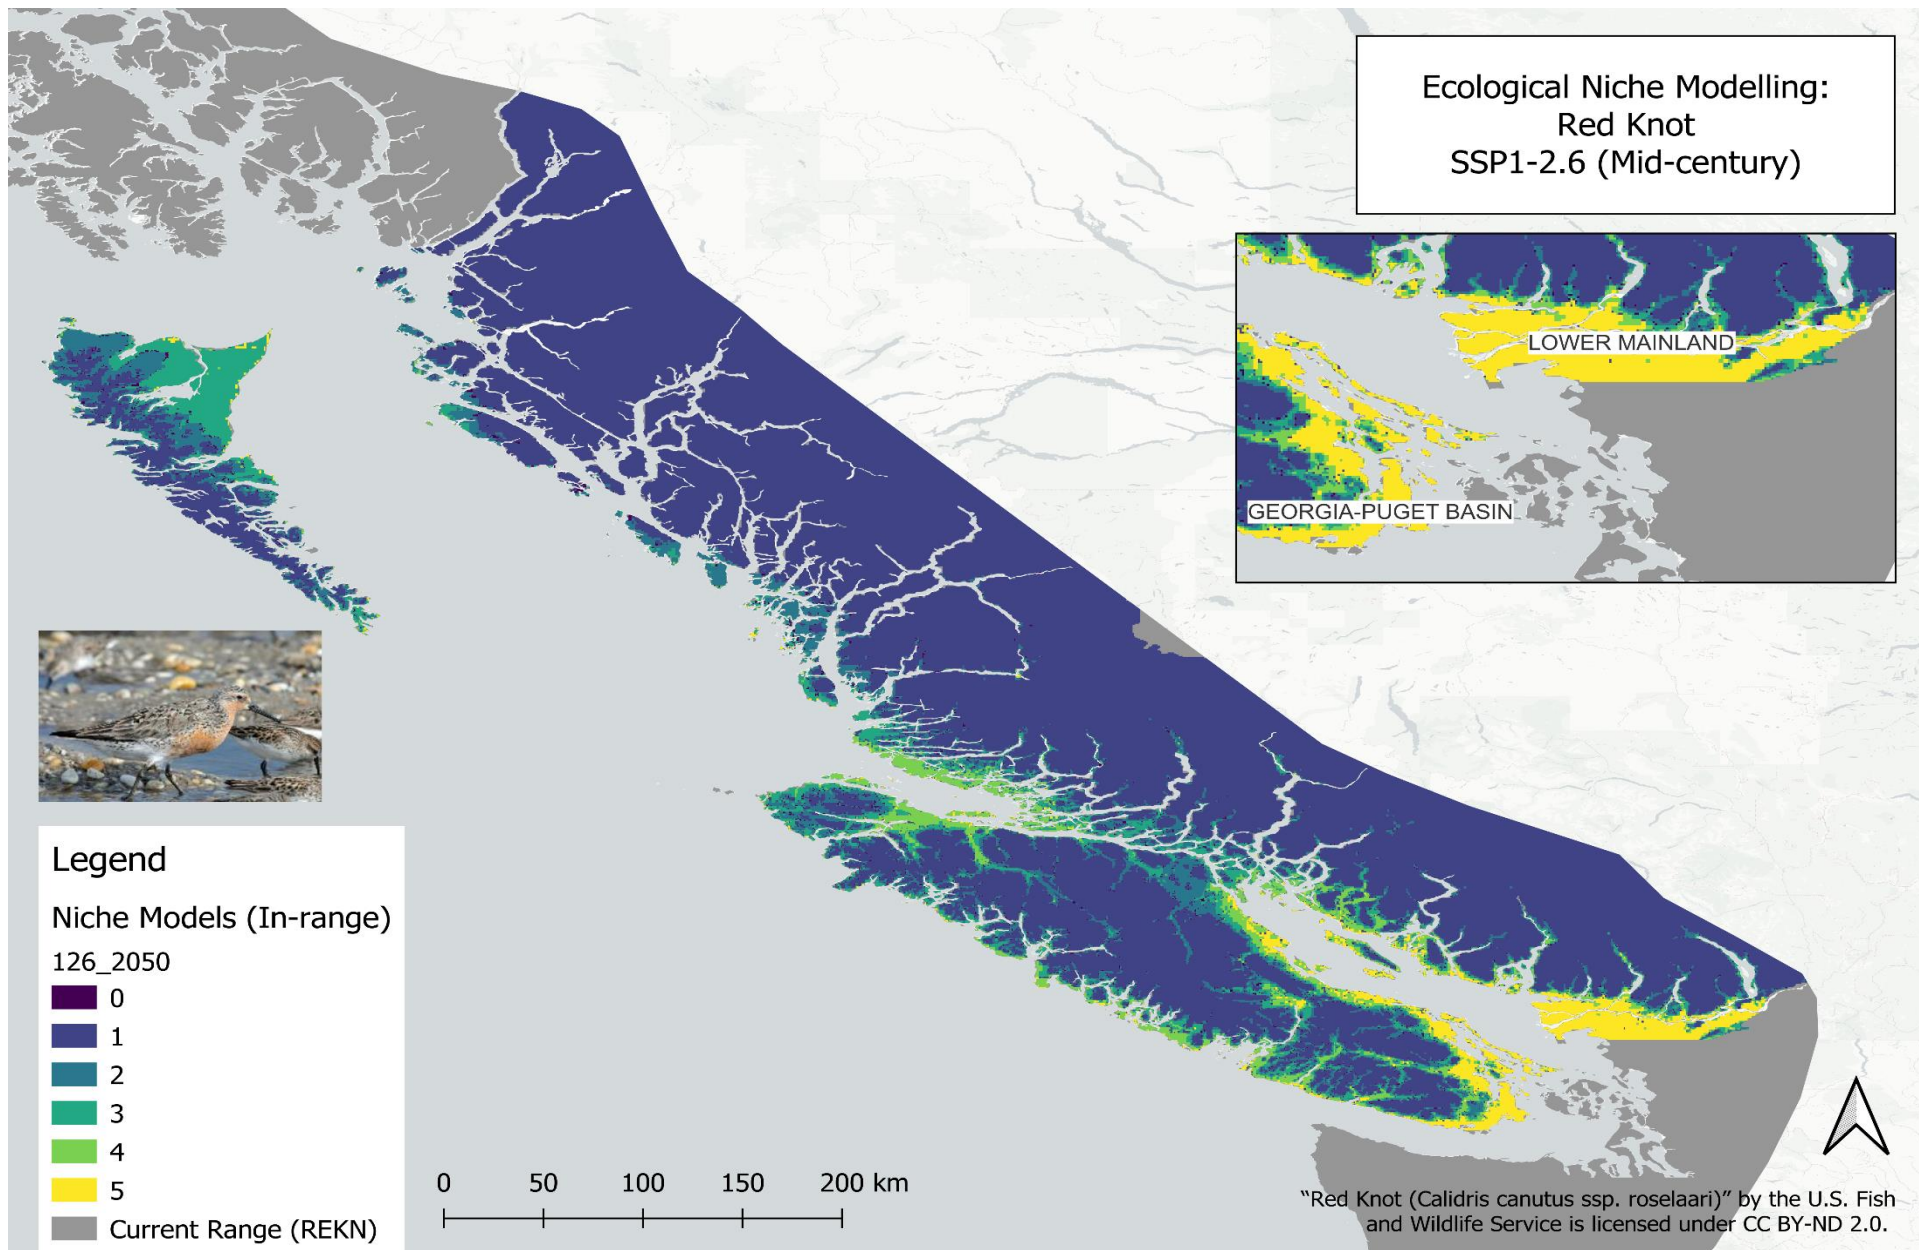 Ecological Niche Modelling:
Red Knot
SSP1-2.6 (Mid-century)
LOWER MAINLAND
GEORGIA-PUGET BASIN
Legend
Niche Models (In-range)
126_2050
0
1
2
3
4
5
Current Range (REKN)
0 50 100 150 200 km
“Red Knot (Calidris canutus ssp. roselaari)” by the U.S. Fish
and Wildlife Service is licensed under CC BY-ND 2.0.